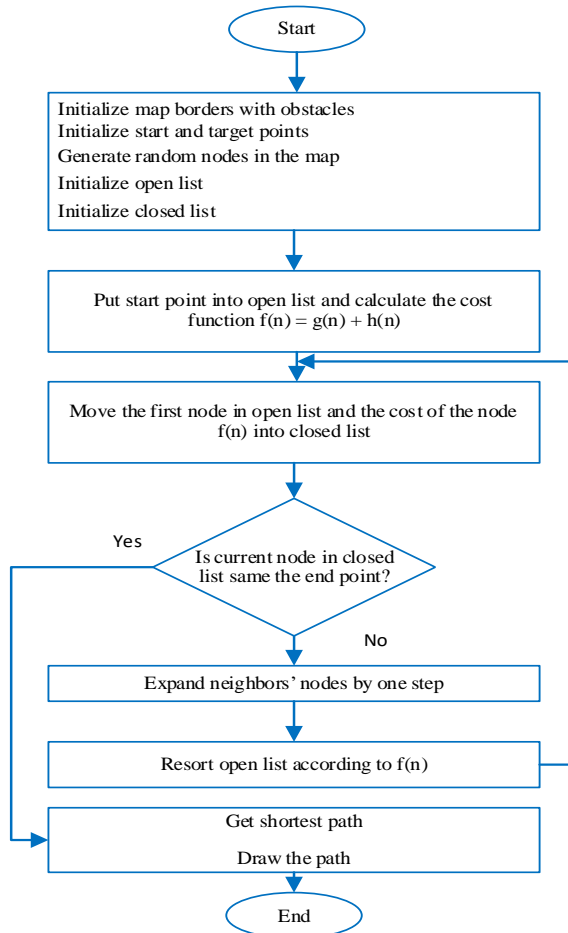 Start
Initialize map borders with obstacles
Initialize start and target points
Generate random nodes in the map
Initialize open list
Initialize closed list
Put start point into open list and calculate the cost
function f(n) = g(n) + h(n)
Move the first node in open list and the cost of the node
f(n) into closed list
Yes
Is current node in closed
list same the end point?
No
Expand neighbors’ nodes by one step
Resort open list according to f(n)
Get shortest path
Draw the path
End